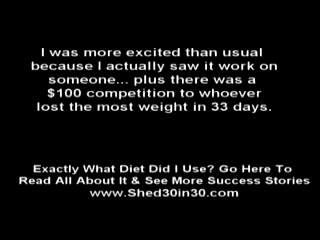 I was more excited than usual
because I actually saw it work on
someone... plus there was a
$100 competition to whoever
lost the most weight in 33 days.
Exactly What Diet Did I Use? Go Here To
Read All About It & See More Success Stories
www.Shed30in30.com